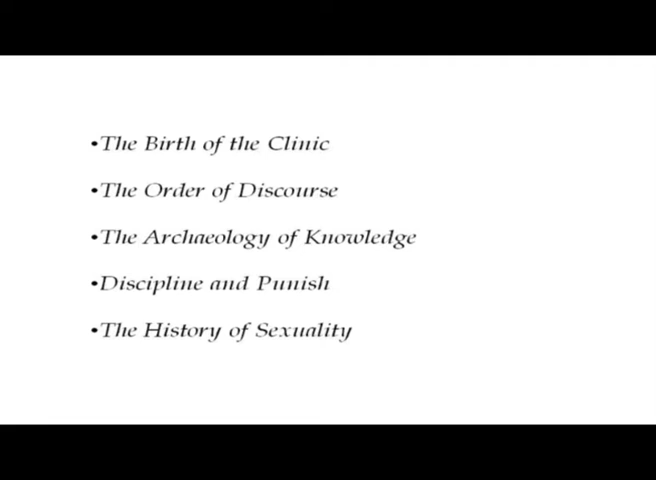 •The Birth of the Clinic
•The Order of Discourse
•The Archaeology of Knowledge
•Discipline and Punish
•The History of Sexuality